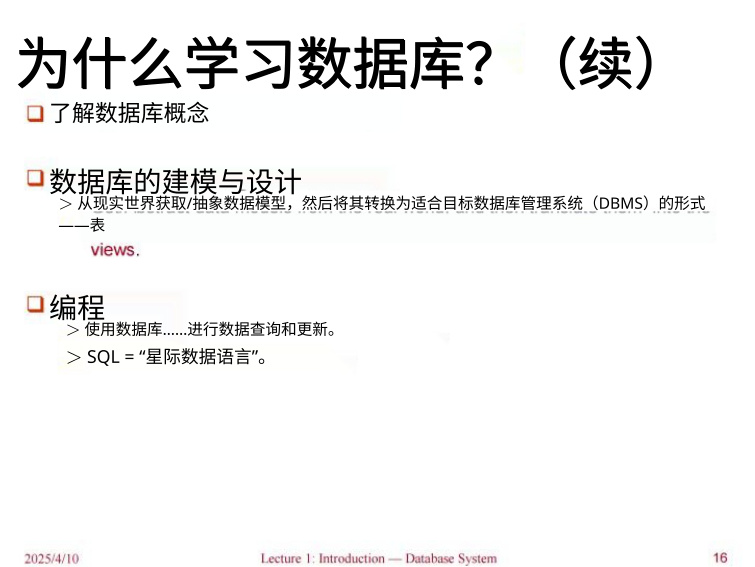 为什么学习数据库？（续）
了解数据库概念
数据库的建模与设计
＞ 从现实世界获取/抽象数据模型，然后将其转换为适合目标数据库管理系统（DBMS）的形式
——表
views.
编程
＞ 使用数据库……进行数据查询和更新。
＞ SQL = “星际数据语言”。
2025/4/10
Lecture 1: Introduction — Database System
16